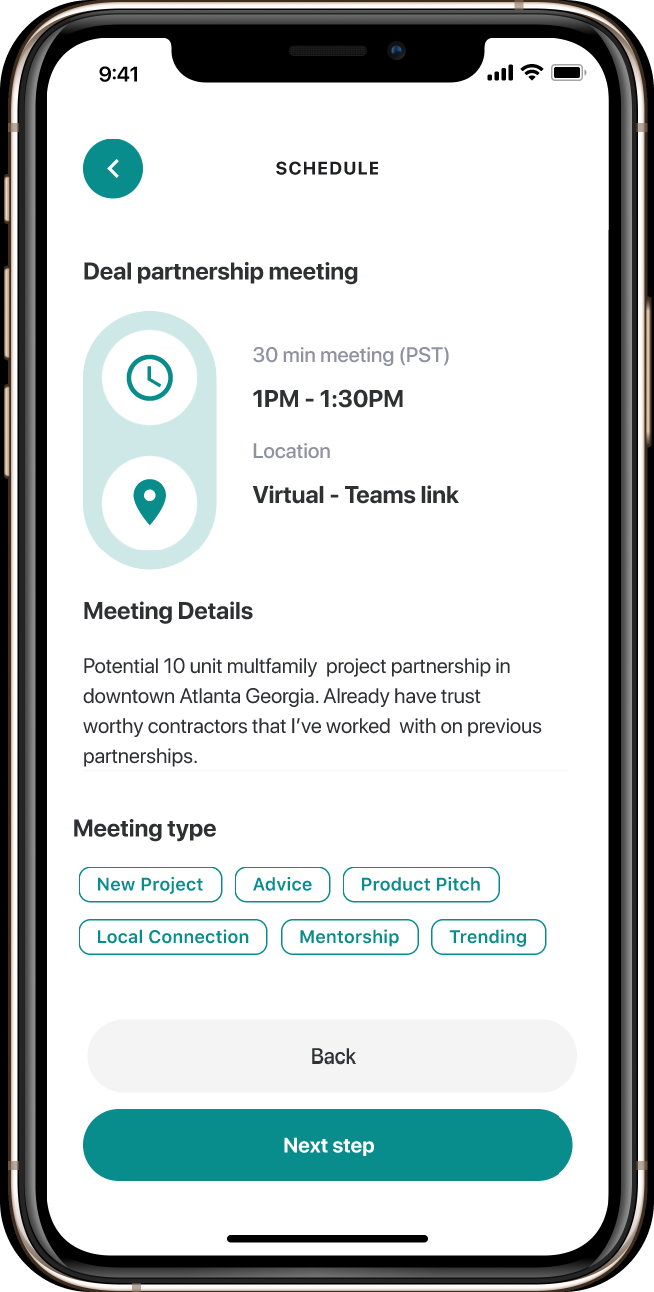 9:41
SCHEDULE
Deal partnership meeting
30 min meeting (PST)
1PM - 1:30PM
Location
Virtual - Teams link
Meeting Details
Potential 10 unit multfamily  project partnership in
downtown Atlanta Georgia. Already have trust
worthy contractors that I’ve worked  with on previous
partnerships.
Meeting type
New Project Advice Product Pitch
Local Connection Mentorship Trending
Back
Next step